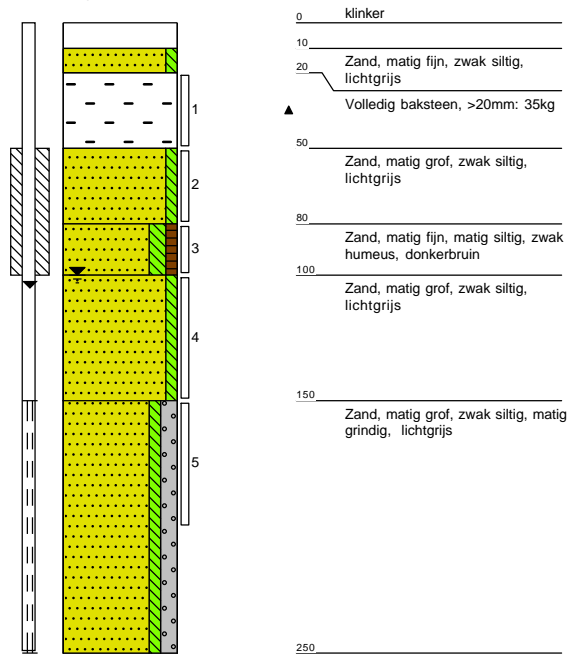 0 klinker
10
Zand, matig fijn, zwak siltig,
20
lichtgrijs
Volledig baksteen, >20mm: 35kg
1
50
Zand, matig grof, zwak siltig,
lichtgrijs
2
80
Zand, matig fijn, matig siltig, zwak
humeus, donkerbruin
3
100
Zand, matig grof, zwak siltig,
lichtgrijs
4
150
Zand, matig grof, zwak siltig, matig
grindig, lichtgrijs
5
250